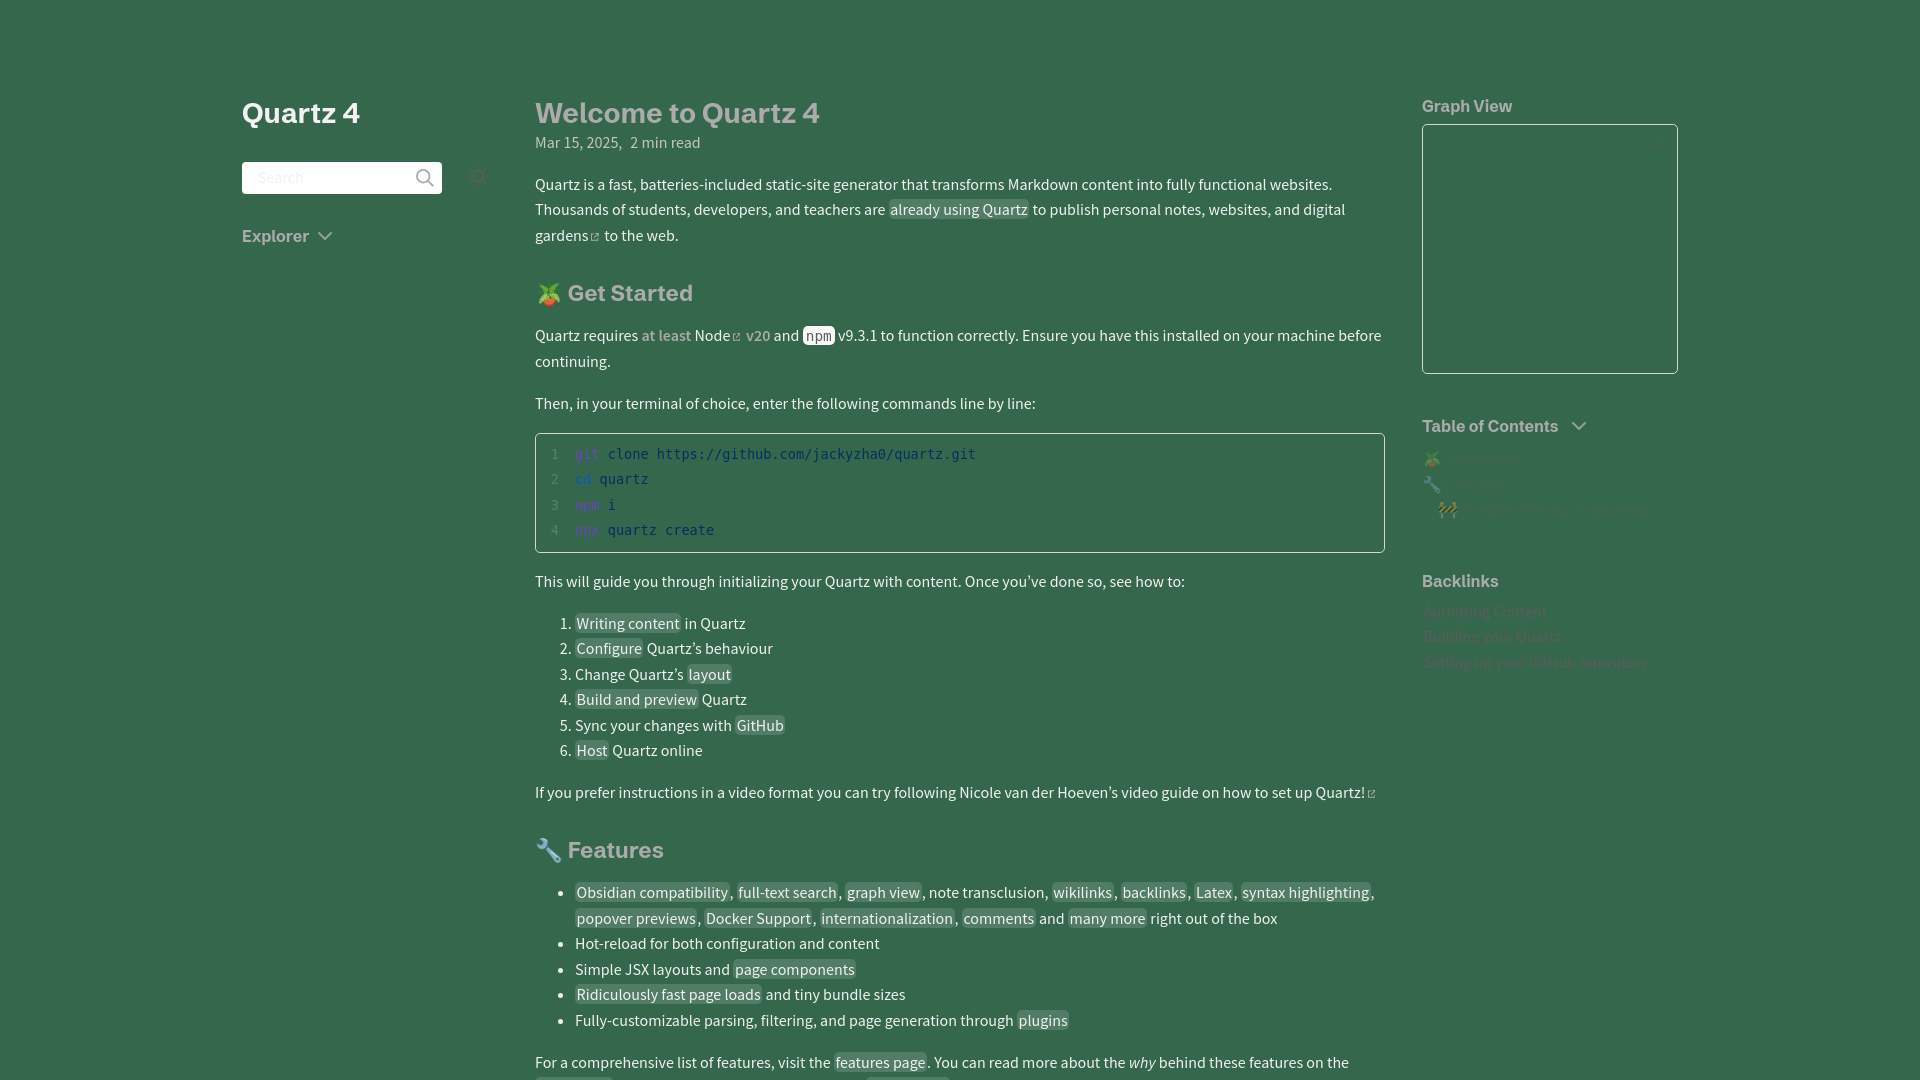 Quartz 4
Search
Explorer
Welcome to Quartz 4
Mar 15, 2025, 2 min read
Quartz is a fast, batteries-included static-site generator that transforms Markdown content into fully functional websites.
Thousands of students, developers, and teachers are already using Quartz to publish personal notes, websites, and digital
gardens to the web.
🪴 Get Started
Quartz requires at least Node v20 and npm v9.3.1 to function correctly. Ensure you have this installed on your machine before
continuing.
Then, in your terminal of choice, enter the following commands line by line:
1 git clone https://github.com/jackyzha0/quartz.git
2 cd quartz
3 npm i
4 npx quartz create
This will guide you through initializing your Quartz with content. Once you’ve done so, see how to:
1. Writing content in Quartz
2. Configure Quartz’s behaviour
3. Change Quartz’s layout
4. Build and preview Quartz
5. Sync your changes with GitHub
6. Host Quartz online
If you prefer instructions in a video format you can try following Nicole van der Hoeven’s video guide on how to set up Quartz!
🔧 Features
• Obsidian compatibility, full-text search, graph view, note transclusion, wikilinks, backlinks, Latex, syntax highlighting,
popover previews, Docker Support, internationalization, comments and many more right out of the box
• Hot-reload for both configuration and content
• Simple JSX layouts and page components
• Ridiculously fast page loads and tiny bundle sizes
• Fully-customizable parsing, filtering, and page generation through plugins
For a comprehensive list of features, visit the features page. You can read more about the why behind these features on the
Graph View
Table of Contents
🪴
🔧
🚧
Backlinks
Authoring Content
Building your Quartz
Setting up your GitHub repository